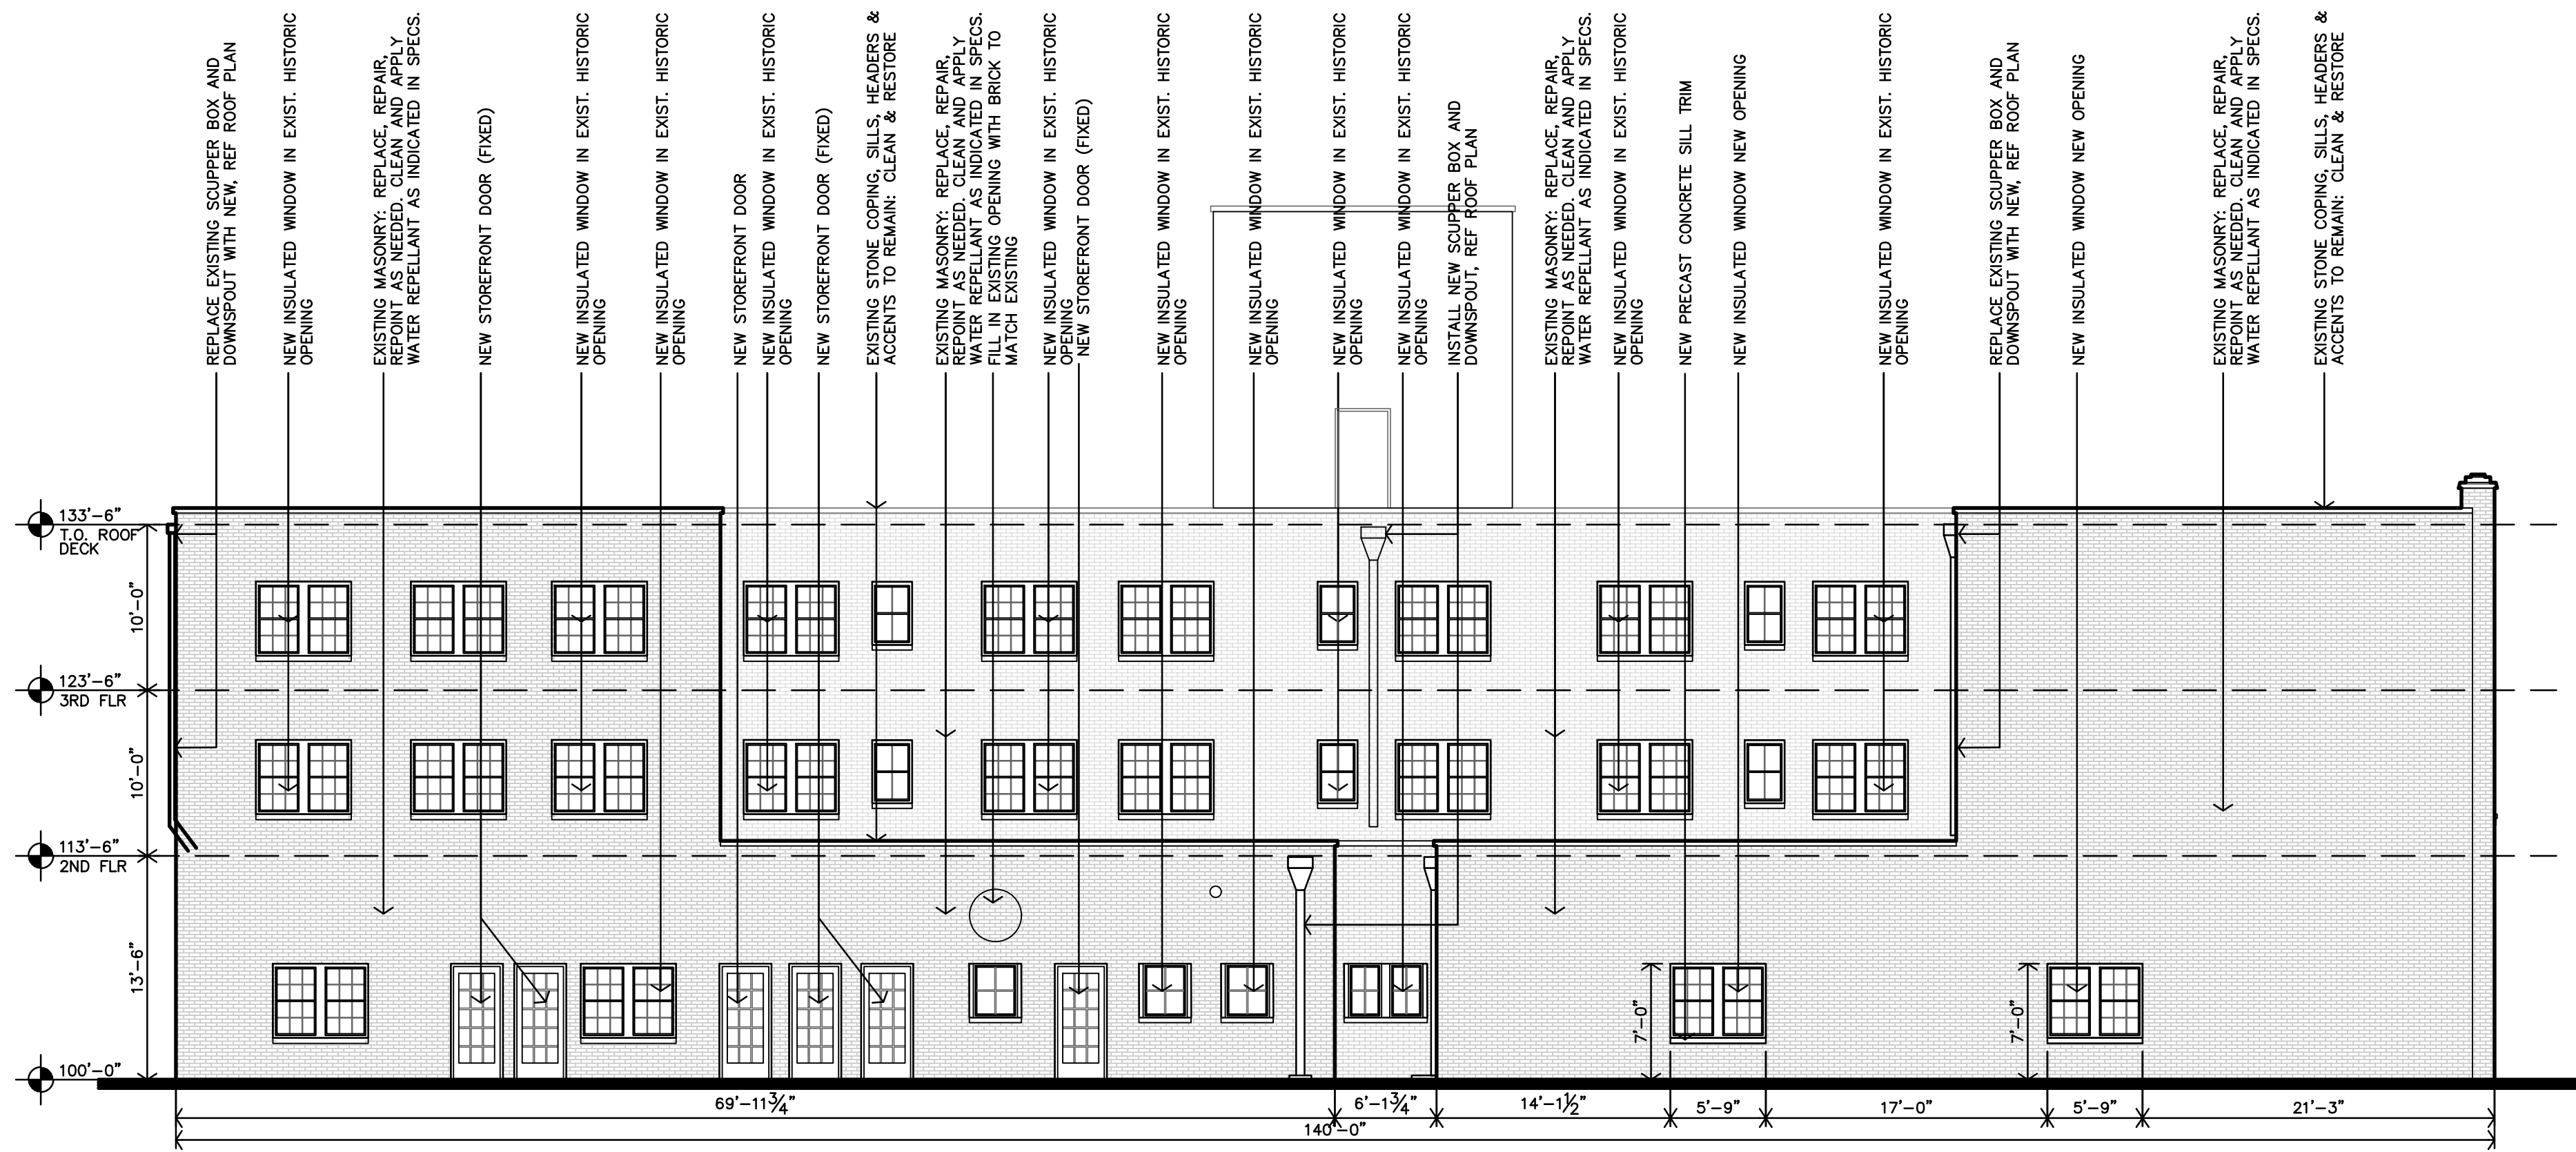 REPLACE EXISTING SCUPPER BOX AND
DOWNSPOUT WITH NEW, REF ROOF PLAN
NEW INSULATED WINDOW IN EXIST. HISTORIC
OPENING
EXISTING MASONRY: REPLACE, REPAIR,
REPOINT AS NEEDED. CLEAN AND APPLY
WATER REPELLANT AS INDICATED IN SPECS.
NEW STOREFRONT DOOR (FIXED)
NEW INSULATED WINDOW IN EXIST. HISTORIC
OPENING
NEW INSULATED WINDOW IN EXIST. HISTORIC
OPENING
NEW STOREFRONT DOOR
NEW INSULATED WINDOW IN EXIST. HISTORIC
OPENING
NEW STOREFRONT DOOR (FIXED)
EXISTING STONE COPING, SILLS, HEADERS &
ACCENTS TO REMAIN: CLEAN & RESTORE
EXISTING MASONRY: REPLACE, REPAIR,
REPOINT AS NEEDED. CLEAN AND APPLY
WATER REPELLANT AS INDICATED IN SPECS.
FILL IN EXISTING OPENING WITH BRICK TO
MATCH EXISTING
NEW INSULATED WINDOW IN EXIST. HISTORIC
OPENING
NEW STOREFRONT DOOR (FIXED)
NEW INSULATED WINDOW IN EXIST. HISTORIC
OPENING
NEW INSULATED WINDOW IN EXIST. HISTORIC
OPENING
NEW INSULATED WINDOW IN EXIST. HISTORIC
OPENING
NEW INSULATED WINDOW IN EXIST. HISTORIC
OPENING
INSTALL NEW SCUPPER BOX AND
DOWNSPOUT, REF ROOF PLAN
EXISTING MASONRY: REPLACE, REPAIR,
REPOINT AS NEEDED. CLEAN AND APPLY
WATER REPELLANT AS INDICATED IN SPECS.
NEW INSULATED WINDOW IN EXIST. HISTORIC
OPENING
NEW PRECAST CONCRETE SILL TRIM
NEW INSULATED WINDOW NEW OPENING
NEW INSULATED WINDOW IN EXIST. HISTORIC
OPENING
REPLACE EXISTING SCUPPER BOX AND
DOWNSPOUT WITH NEW, REF ROOF PLAN
NEW INSULATED WINDOW NEW OPENING
EXISTING MASONRY: REPLACE, REPAIR,
REPOINT AS NEEDED. CLEAN AND APPLY
WATER REPELLANT AS INDICATED IN SPECS.
EXISTING STONE COPING, SILLS, HEADERS &
ACCENTS TO REMAIN: CLEAN & RESTORE
133'-6"
T.O. ROOF
DECK
10'-0"
123'-6"
3RD FLR
10'-0"
113'-6"
2ND FLR
13'-6"
100'-0"
7'-0"
7'-0"
69'-11¾"
6'-1¾"
14'-1½"
5'-9"
17'-0"
5'-9"
21'-3"
140'-0"